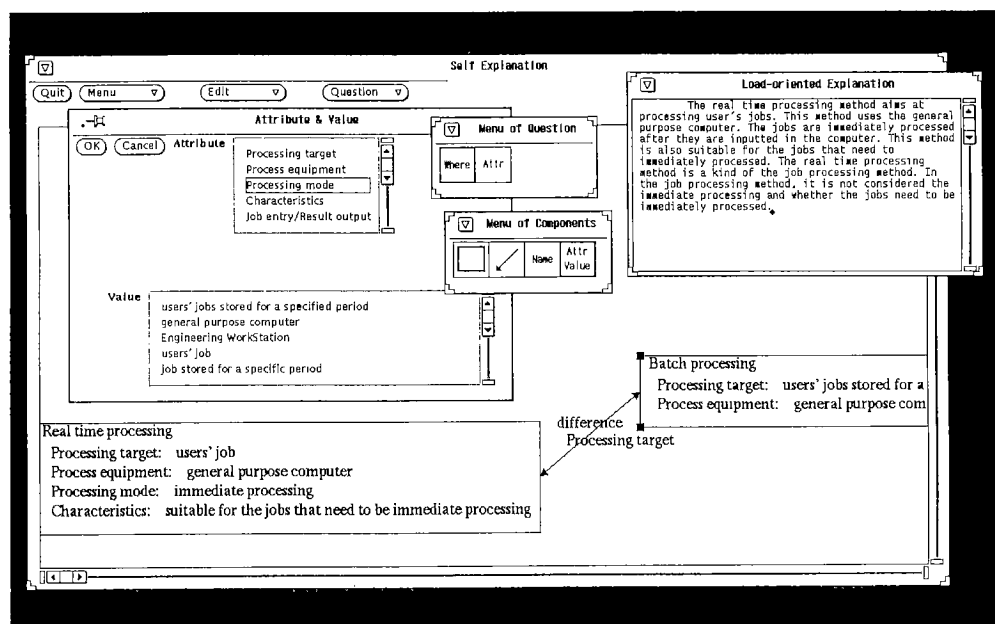 Self Explanation
Quit Menu Edit Question
Attribute & Value
OK Cancel Attribute
Processing target
Process equipment
Processing mode
Characteristics
Job entry/Result output
Value
users' jobs stored for a specified period
general purpose computer
Engineering WorkStation
users' job
job stored for a specific period
Menu of Question
Where Attr
Menu of Components
Name Attr
Value
Load-oriented Explanation
The real time processing method aims at
processing user's jobs. This method uses the general
purpose computer. The jobs are immediately processed
after they are inputted in the computer. This method
is also suitable for the jobs that need to
immediately processed. The real time processing
method is a kind of the job processing method. In
the job processing method, it is not considered the
immediate processing and whether the jobs need to be
immediately processed.
Batch processing
Processing target: users' jobs stored for a
Process equipment: general purpose com
difference
Processing target
Real time processing
Processing target: users' job
Process equipment: general purpose computer
Processing mode: immediate processing
Characteristics: suitable for the jobs that need to be immediate processing